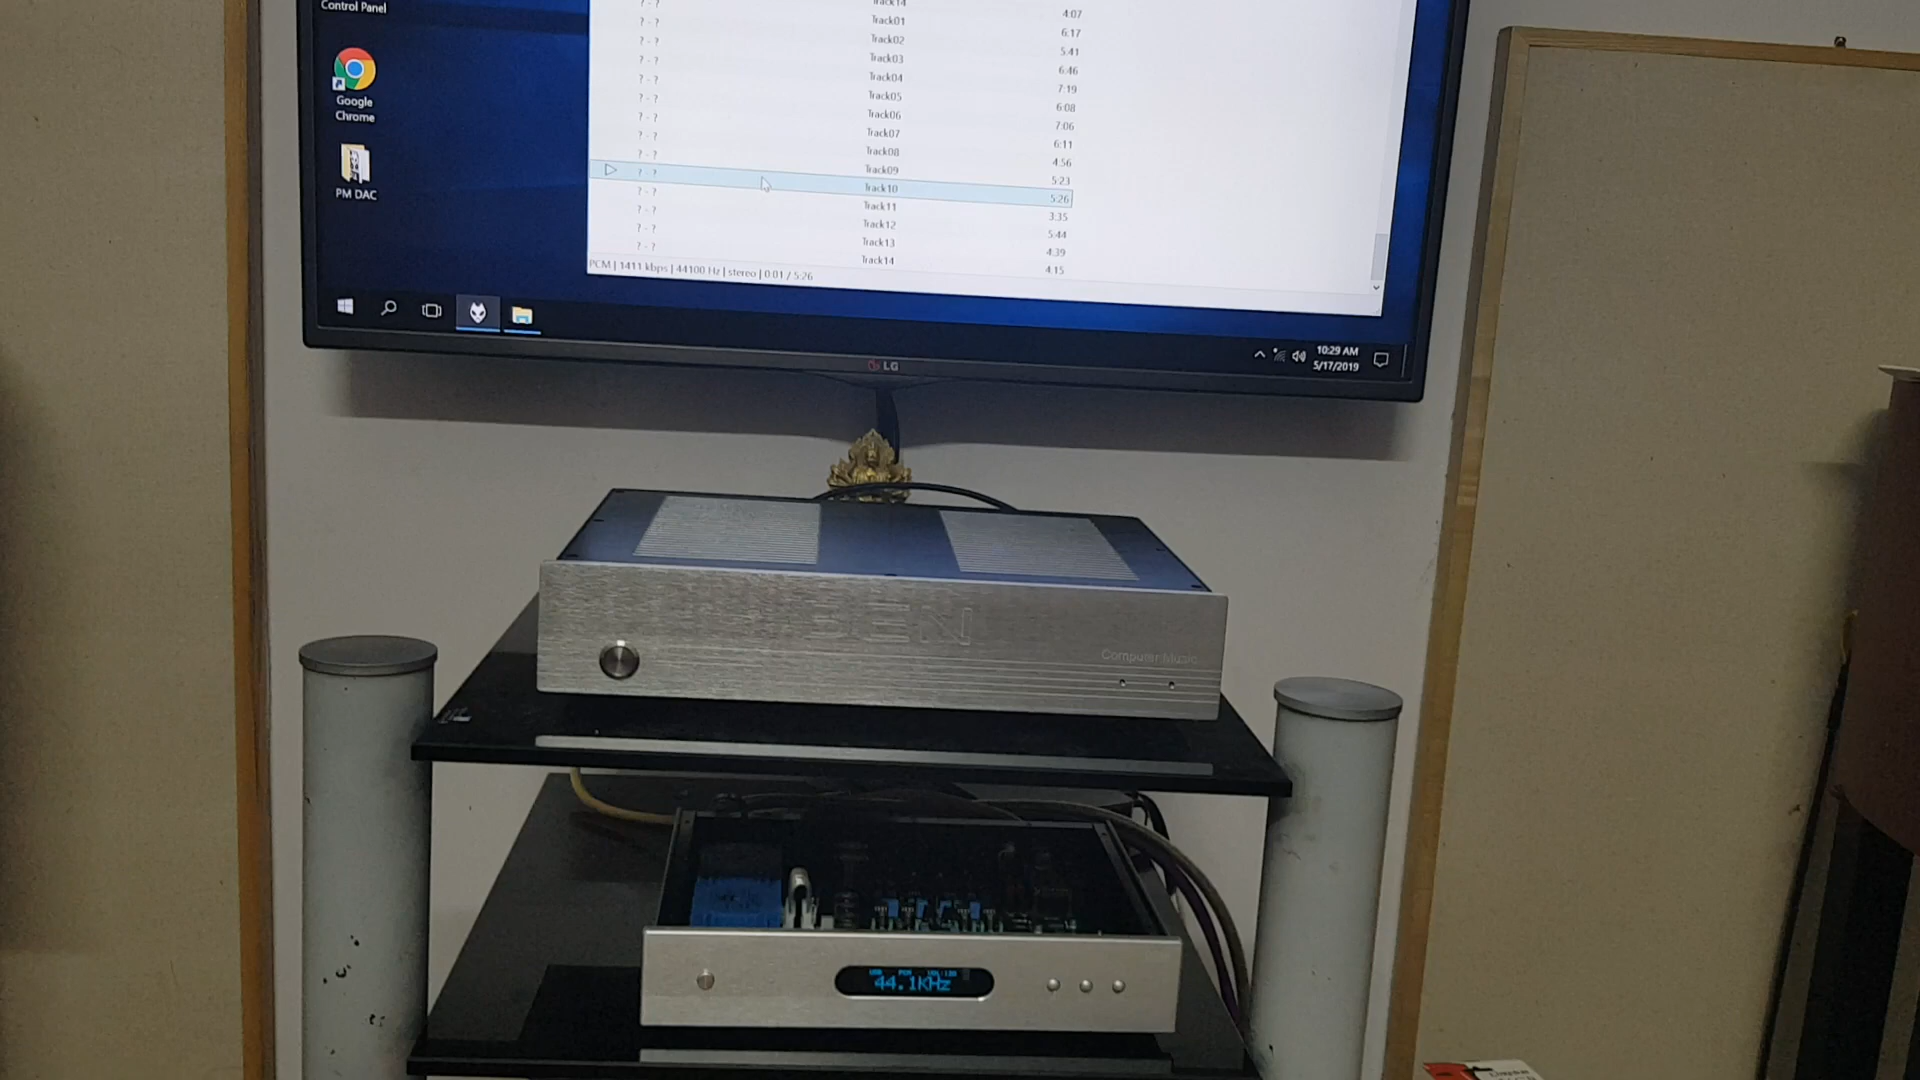 Control Panel
Track14
4:07
? - ?
Track01
6:17
? - ?
Track02
5:41
? - ?
Track03
6:46
? - ?
Track04
7:19
? - ?
Track05
6:08
? - ?
Track06
7:06
? - ?
Track07
6:11
? - ?
Track08
4:56
? - ?
Track09
5:23
? - ?
Track10
5:26
? - ?
Track11
3:35
? - ?
Track12
5:44
? - ?
Track13
4:39
? - ?
Track14
4:15
PCM | 1411 kbps | 44100 Hz | stereo | 0:01 / 5:26
Google
Chrome
PM DAC
10:29 AM
5/17/2019
LG
Computer Music
44.1KHz